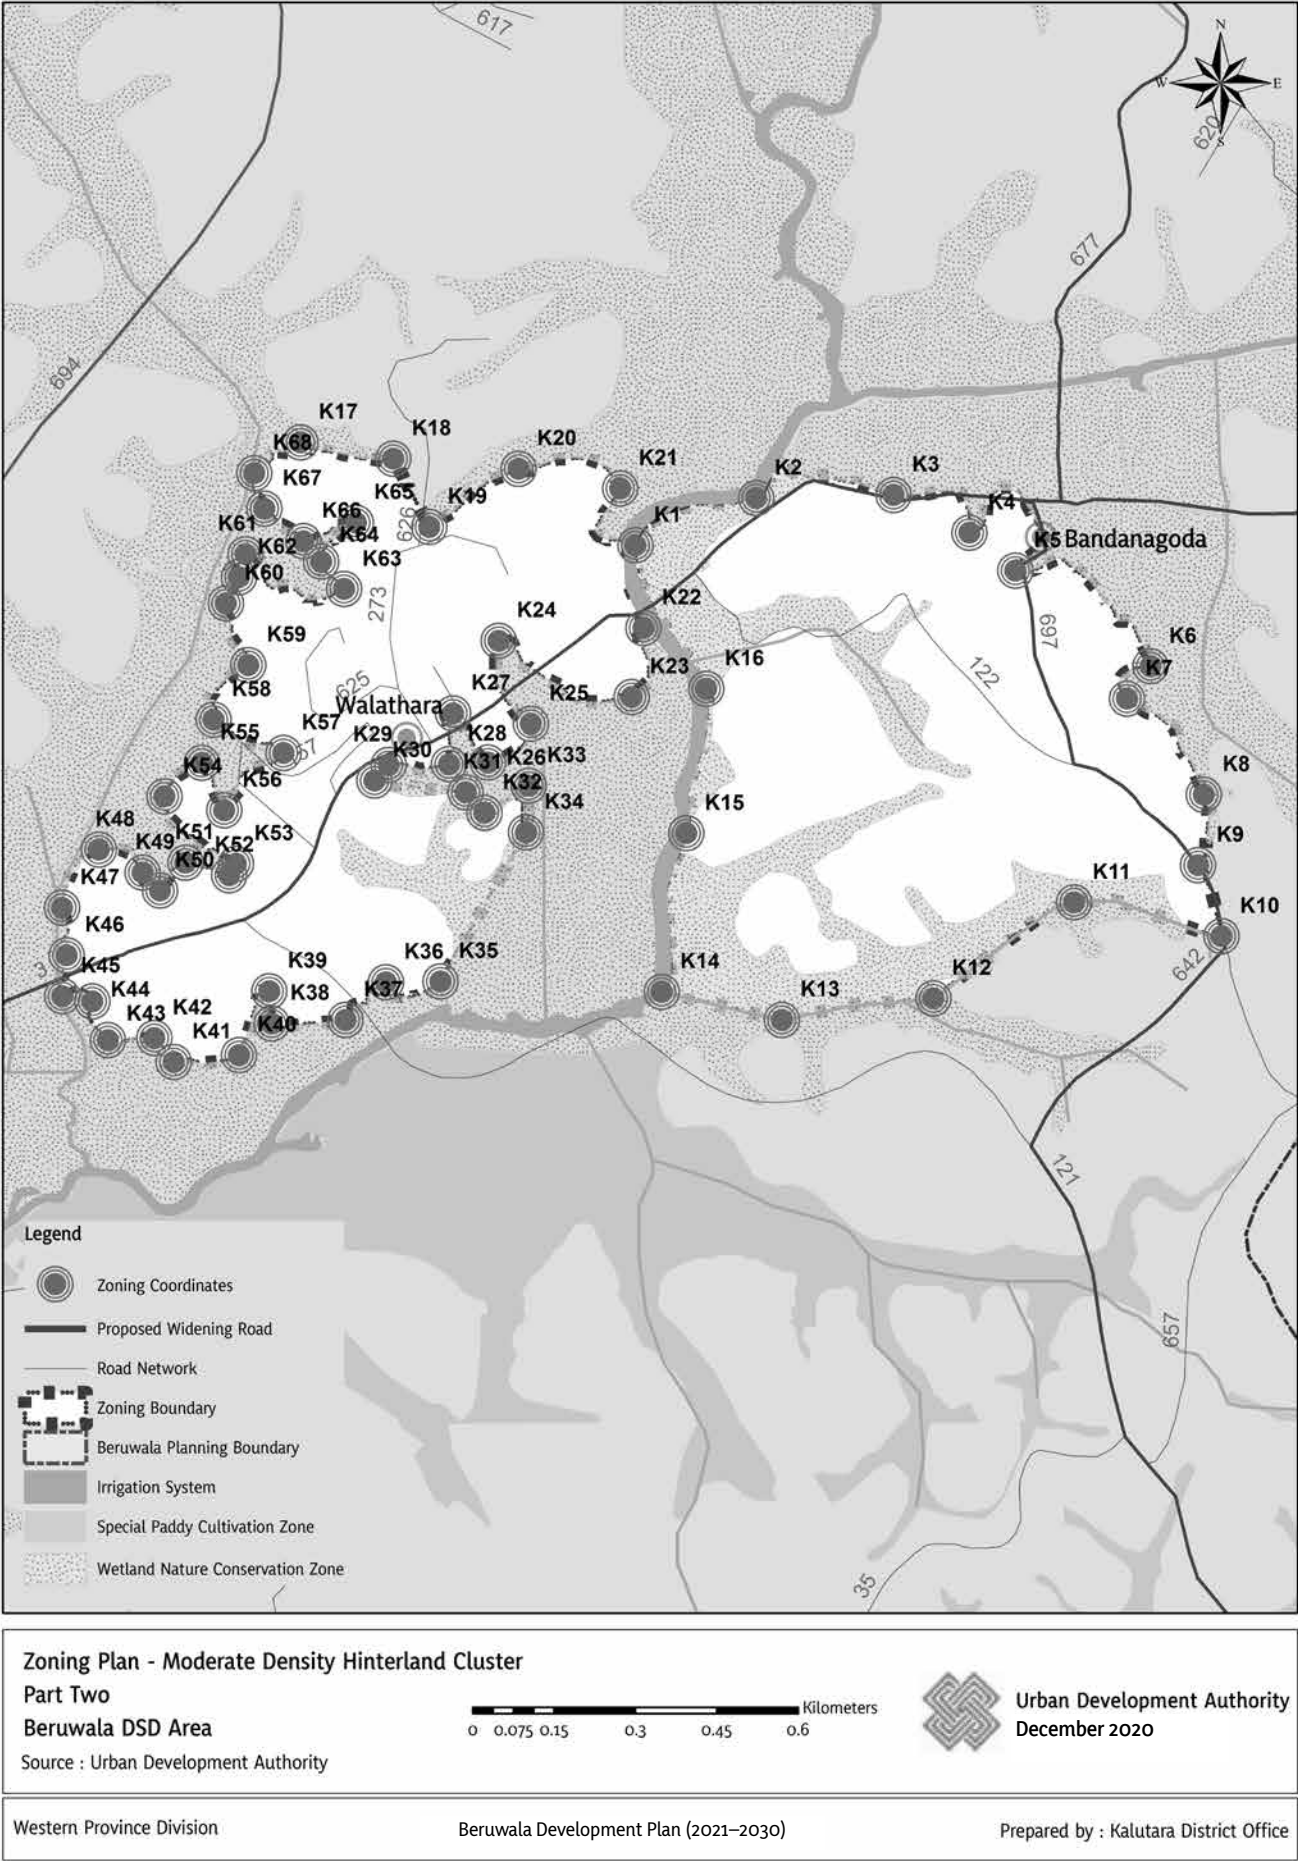 617
N
W
E
S
620
677
694
K17
K18
K68
K20
K67
K21
K2
K3
K65
K19
K4
K66
626
K61
K64
K1
K5
Bandanagoda
K62
K63
K60
273
K22
K24
697
K6
K59
K23
K16
K7
122
K58
625
K27
K25
Walathara
K55
K57
57
K29
K28
K30
K26
K33
K54
K31
K8
K56
K32
K34
K15
K48
K51
K53
K9
K49
K52
K50
K47
K11
K46
K10
3
K45
K39
K36
K35
K14
K12
642
K44
K38
K37
K13
K43
K42
K41
K40
121
657
35
Legend
Zoning Coordinates
Proposed Widening Road
Road Network
Zoning Boundary
Beruwala Planning Boundary
Irrigation System
Special Paddy Cultivation Zone
Wetland Nature Conservation Zone
Zoning Plan - Moderate Density Hinterland Cluster
Part Two
Beruwala DSD Area
Source : Urban Development Authority
Kilometers
0 0.075 0.15 0.3 0.45 0.6
Urban Development Authority
December 2020
Western Province Division
Beruwala Development Plan (2021–2030)
Prepared by : Kalutara District Office